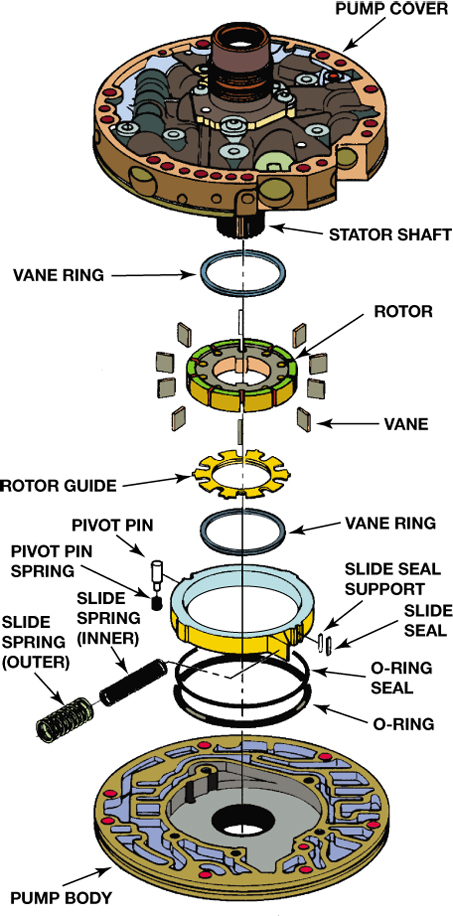 PUMP COVER
STATOR SHAFT
VANE RING
ROTOR
VANE
ROTOR GUIDE
VANE RING
PIVOT PIN
PIVOT PIN
SPRING
SLIDE SEAL
SUPPORT
SLIDE
SPRING
(INNER)
SLIDE
SEAL
SLIDE
SPRING
(OUTER)
O-RING
SEAL
O-RING
PUMP BODY